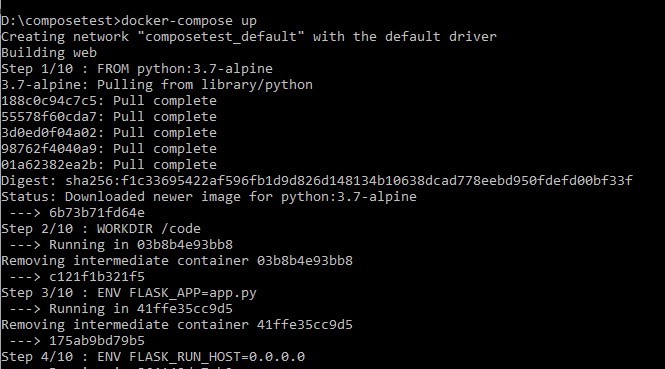 D:\composetest>docker-compose up
Creating network "composetest_default" with the default driver
Building web
Step 1/10 : FROM python:3.7-alpine
3.7-alpine: Pulling from library/python
188c0c94c7c5: Pull complete
55578f60cda7: Pull complete
3d0ed0f04a02: Pull complete
98762f4040a9: Pull complete
01a62382ea2b: Pull complete
Digest: sha256:f1c33695422af596fb1d9d826d148134b10638dcad778eebd950fdefd00bf33f
Status: Downloaded newer image for python:3.7-alpine
 ---> 6b73b71fd64e
Step 2/10 : WORKDIR /code
 ---> Running in 03b8b4e93bb8
Removing intermediate container 03b8b4e93bb8
 ---> c121f1b321f5
Step 3/10 : ENV FLASK_APP=app.py
 ---> Running in 41ffe35cc9d5
Removing intermediate container 41ffe35cc9d5
 ---> 175ab9bd79b5
Step 4/10 : ENV FLASK_RUN_HOST=0.0.0.0